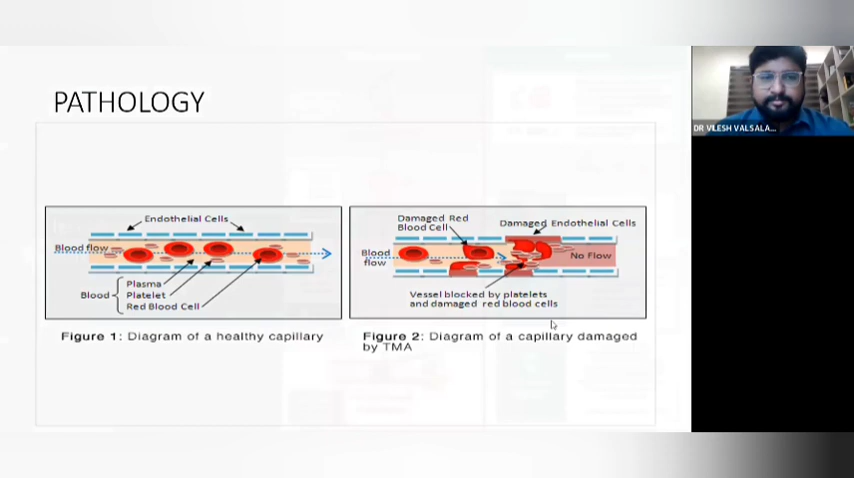 PATHOLOGY
DR VILESH VALSALA...
Endothelial Cells
Blood flow
Plasma
Blood
Platelet
Red Blood Cell
Figure 1: Diagram of a healthy capillary
Damaged Red
Blood Cell
Damaged Endothelial Cells
Blood
flow
No Flow
Vessel blocked by platelets
and damaged red blood cells
Figure 2: Diagram of a capillary damaged
by TMA